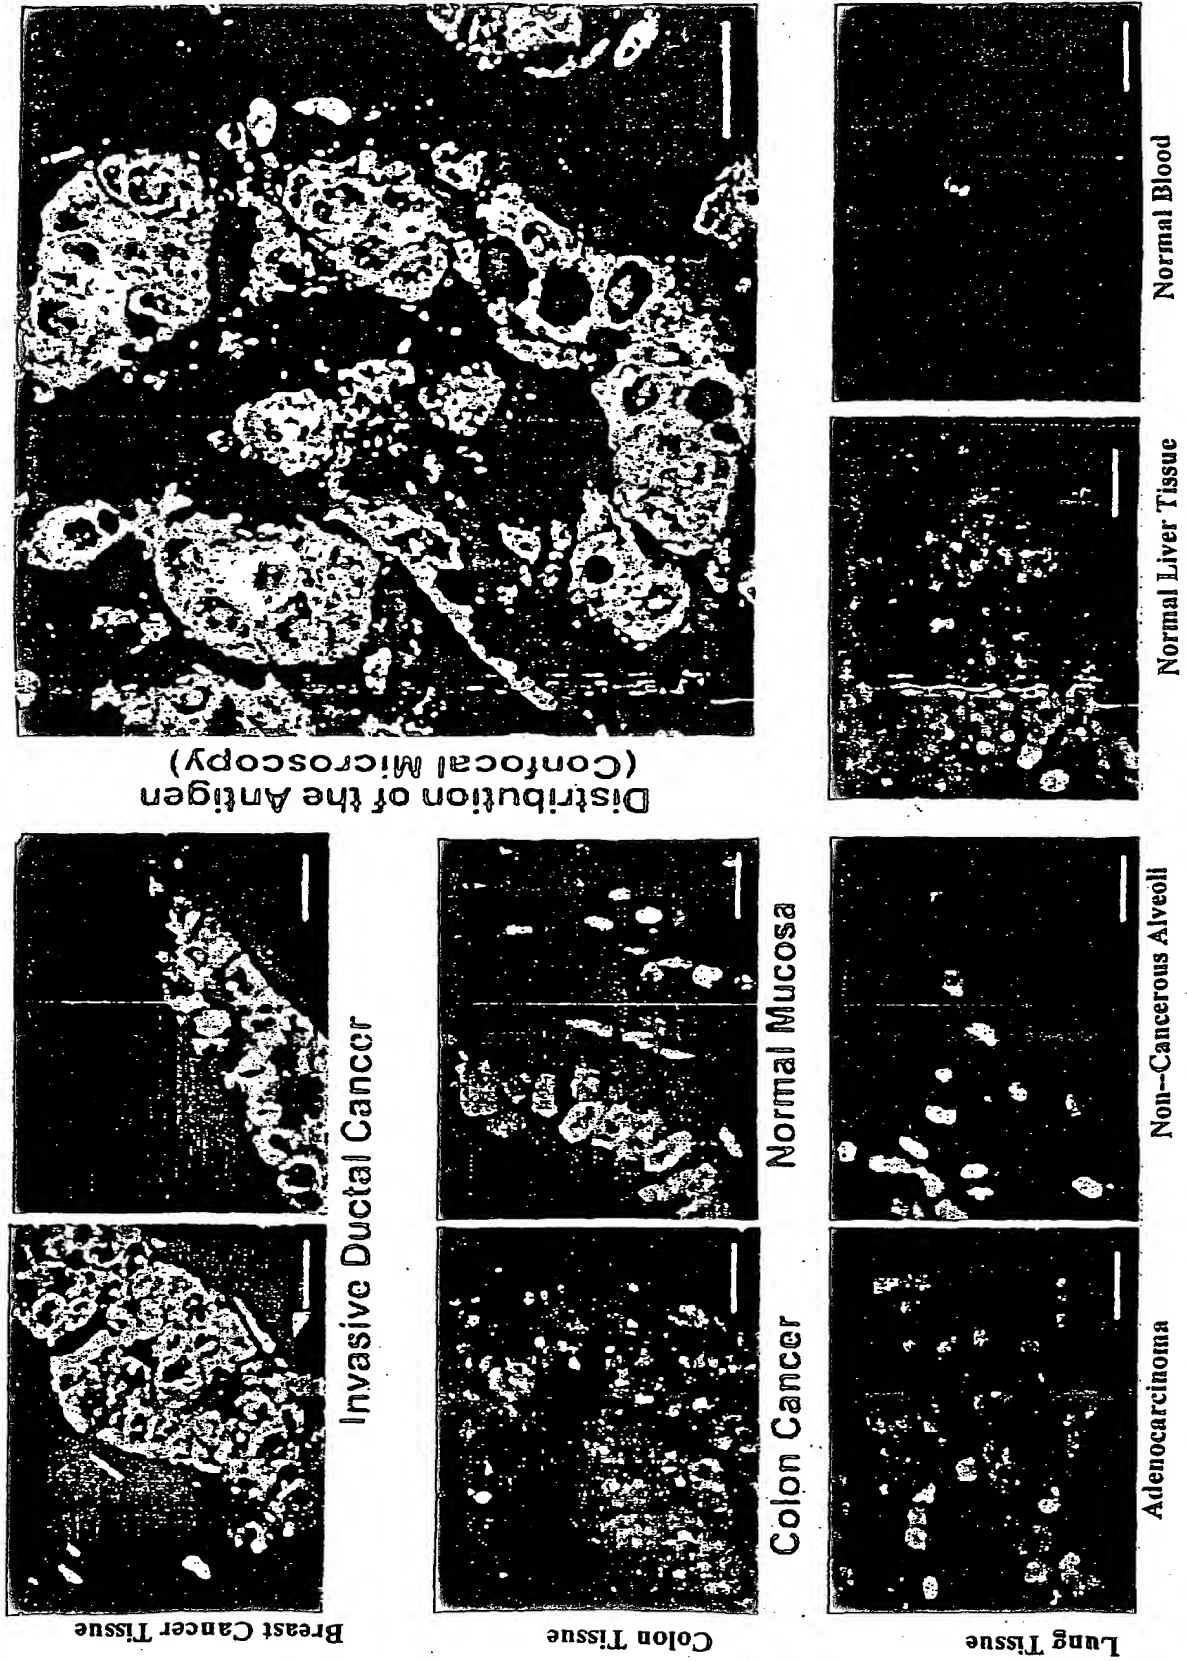 Breast Cancer Tissue
Invasive Ductal Cancer
Distribution of the Antigen
(Confocal Microscopy)
Colon Tissue
Colon Cancer
Normal Mucosa
Lung Tissue
Adenocarcinoma
Non--Cancerous Alveoli
Normal Liver Tissue
Normal Blood